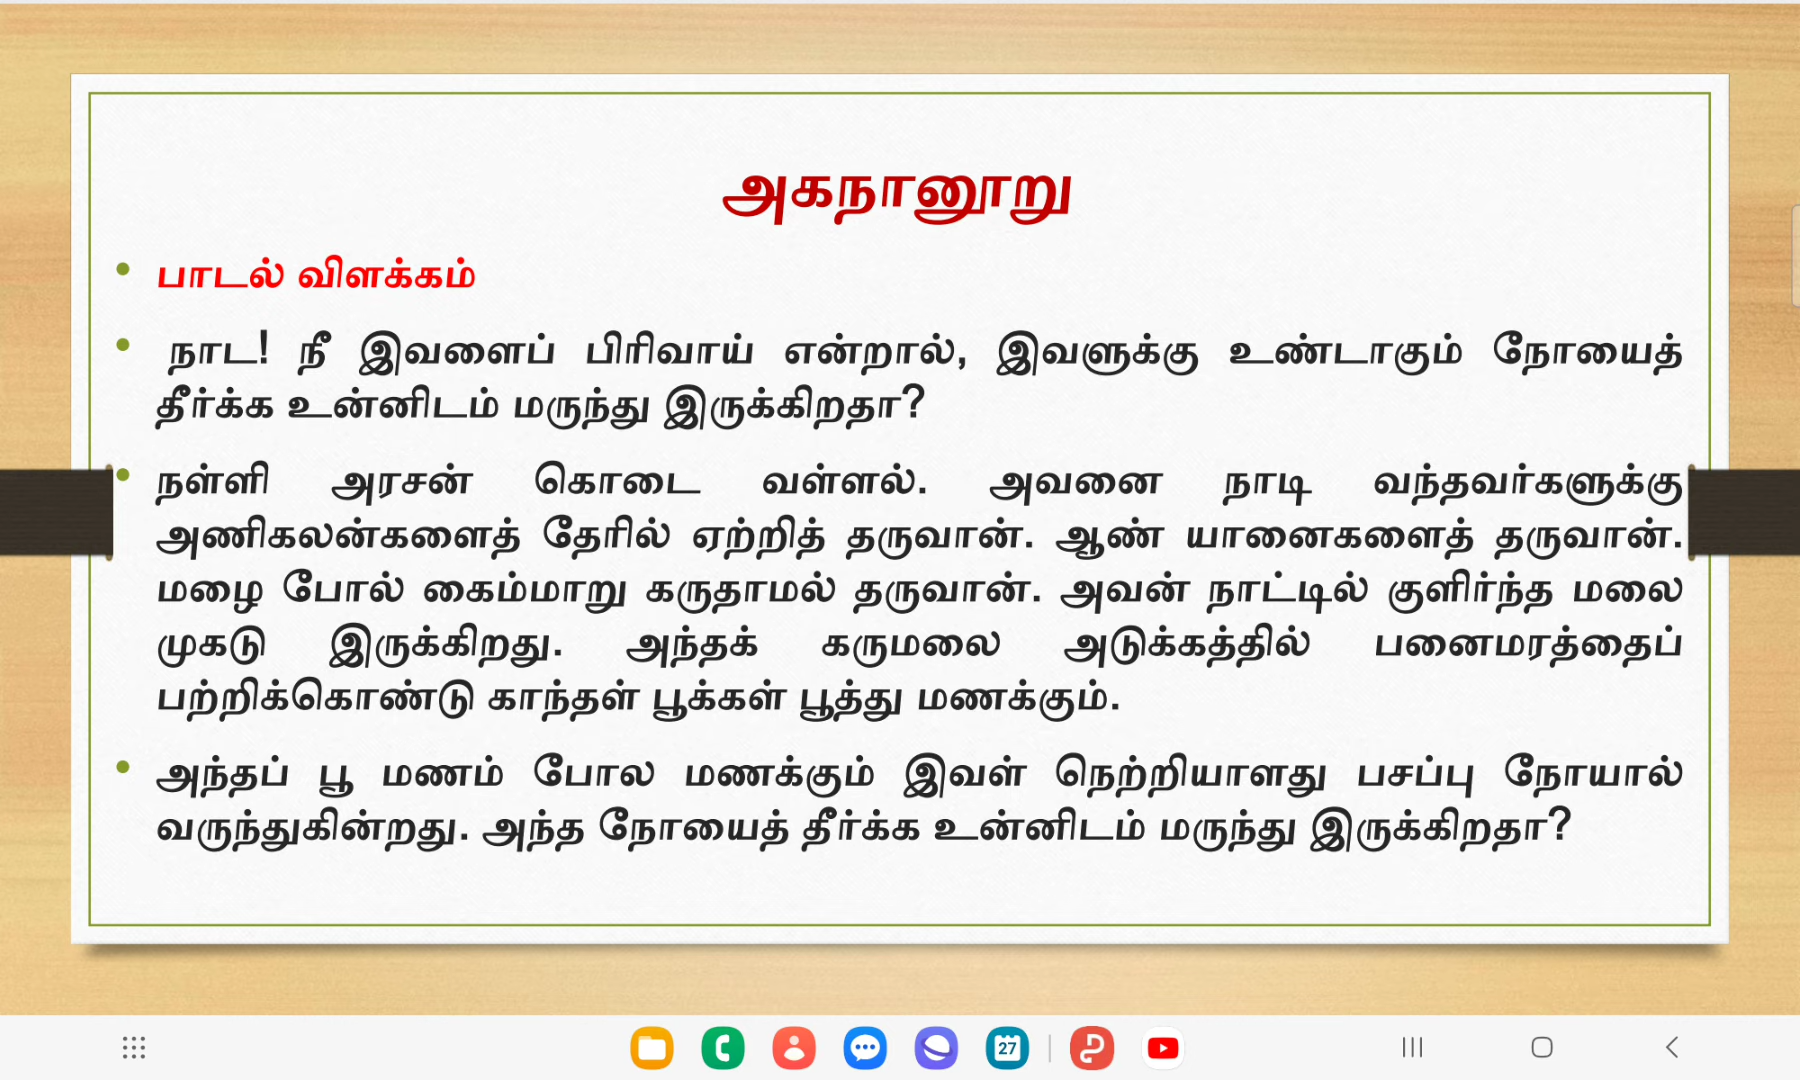 அகநானூறு
பாடல் விளக்கம்
நாட! நீ இவளைப் பிரிவாய் என்றால், இவளுக்கு உண்டாகும் நோயைத்
தீர்க்க உன்னிடம் மருந்து இருக்கிறதா?
நள்ளி அரசன் கொடை வள்ளல். அவனை நாடி வந்தவர்களுக்கு
அணிகலன்களைத் தேரில் ஏற்றித் தருவான். ஆண் யானைகளைத் தருவான்.
மழை போல் கைம்மாறு கருதாமல் தருவான். அவன் நாட்டில் குளிர்ந்த மலை
முகடு இருக்கிறது. அந்தக் கருமலை அடுக்கத்தில் பனைமரத்தைப்
பற்றிக்கொண்டு காந்தள் பூக்கள் பூத்து மணக்கும்.
அந்தப் பூ மணம் போல மணக்கும் இவள் நெற்றியாளது பசப்பு நோயால்
வருந்துகின்றது. அந்த நோயைத் தீர்க்க உன்னிடம் மருந்து இருக்கிறதா?
27